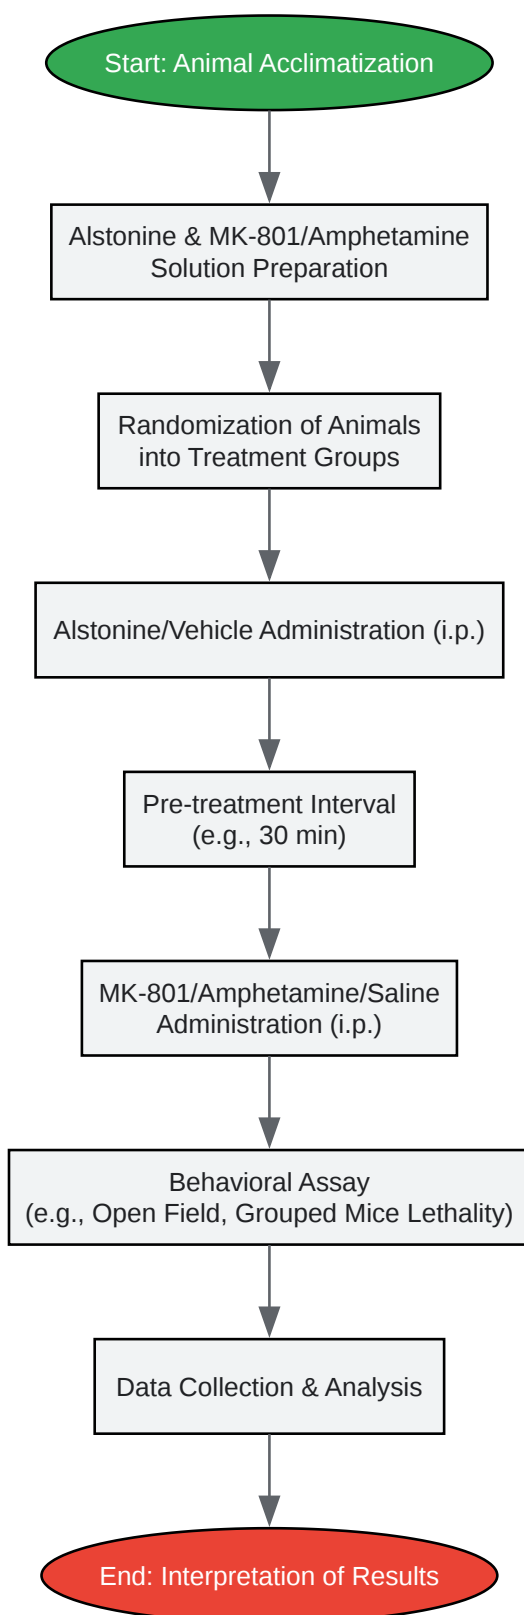 Start: Animal Acclimatization
Alstonine & MK-801/Amphetamine
Solution Preparation
Randomization of Animals
into Treatment Groups
Alstonine/Vehicle Administration (i.p.)
Pre-treatment Interval
(e.g., 30 min)
MK-801/Amphetamine/Saline
Administration (i.p.)
Behavioral Assay
(e.g., Open Field, Grouped Mice Lethality)
Data Collection & Analysis
End: Interpretation of Results